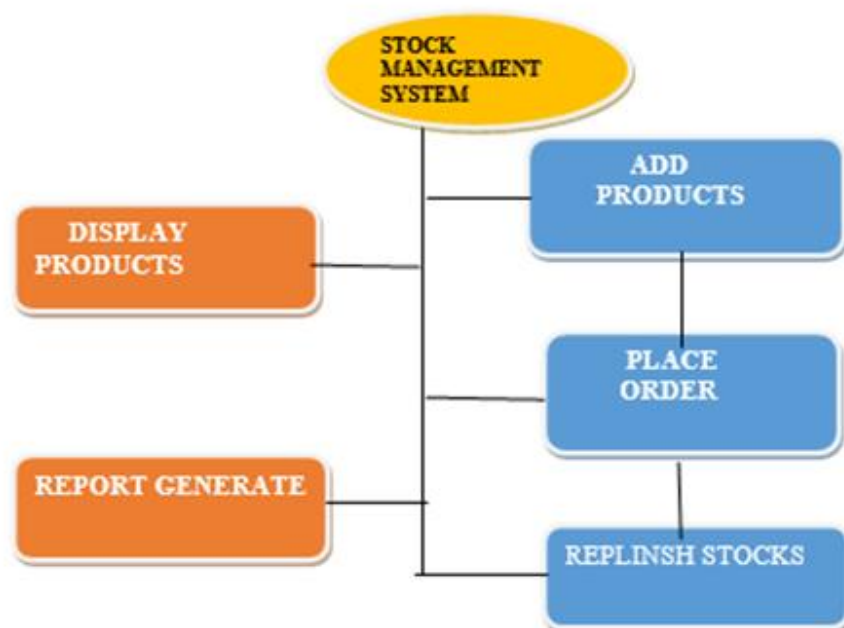 STOCK
MANAGEMENT
SYSTEM
ADD
PRODUCTS
DISPLAY
PRODUCTS
PLACE
ORDER
REPORT GENERATE
REPLINSH STOCKS